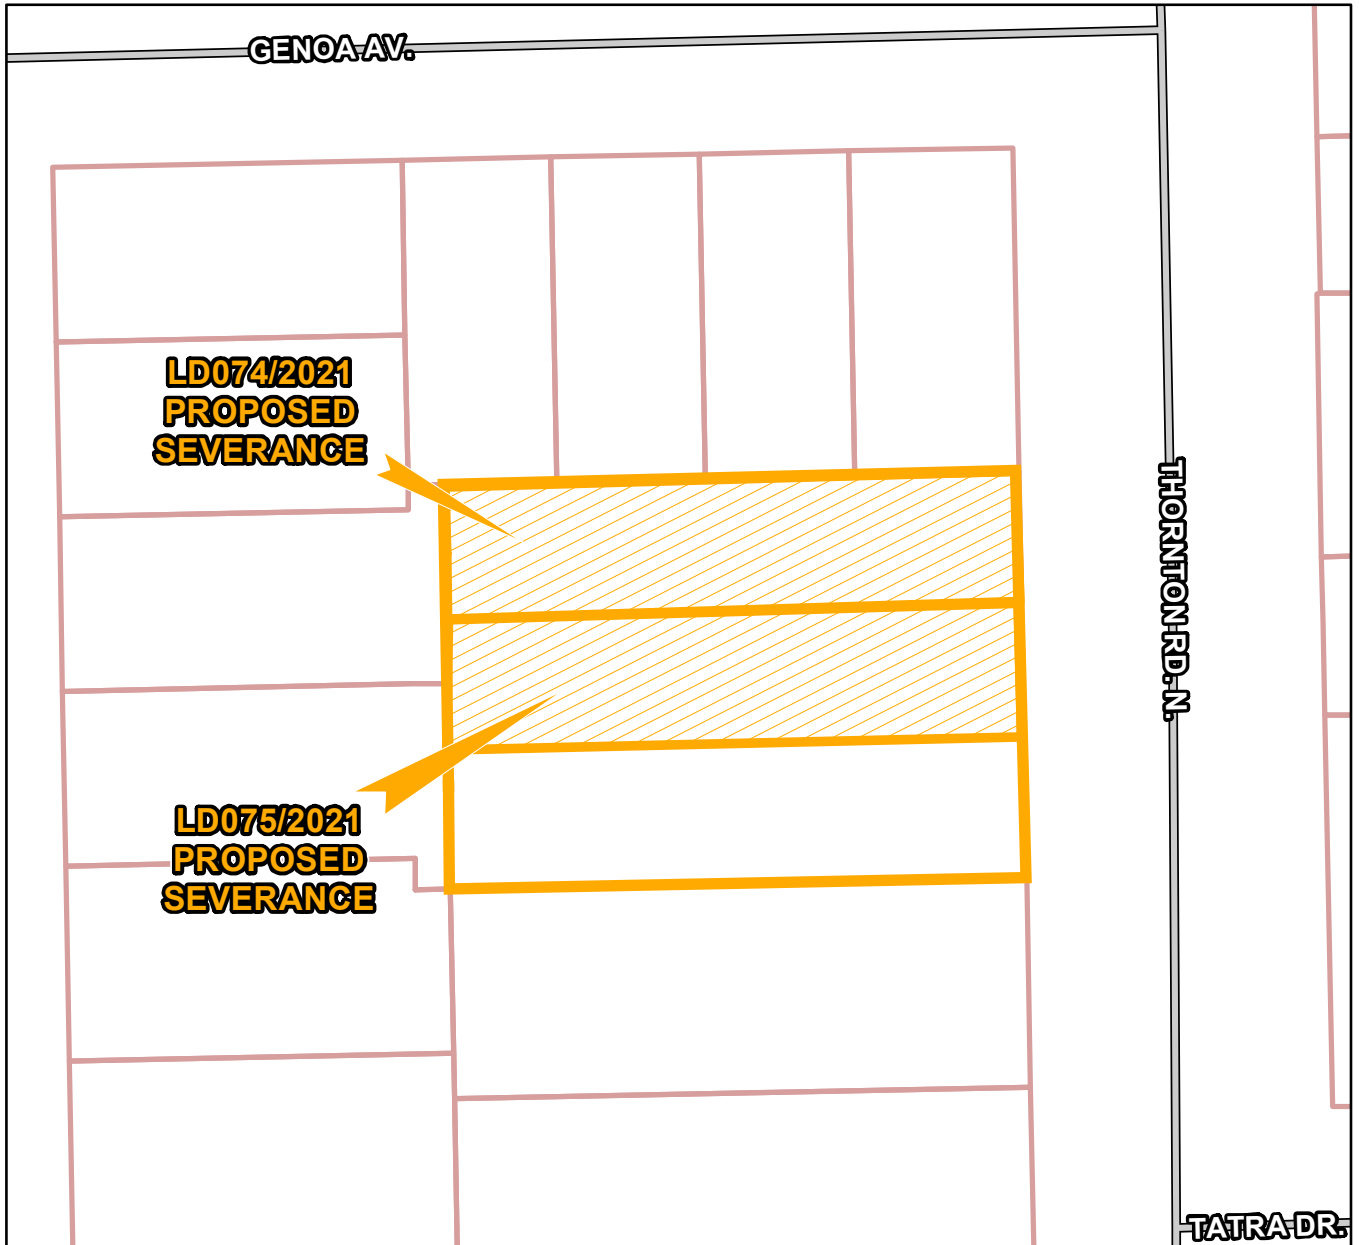 GENOA AV.
LD074/2021
PROPOSED
SEVERANCE
THORNTON RD. N.
LD075/2021
PROPOSED
SEVERANCE
TATRA DR.